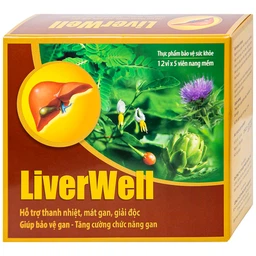 LiverWell
Thực phẩm bảo vệ sức khỏe
12 vỉ x 5 viên nang mềm
LiverWell
Hỗ trợ thanh nhiệt, mát gan, giải độc
Giúp bảo vệ gan - Tăng cường chức năng gan